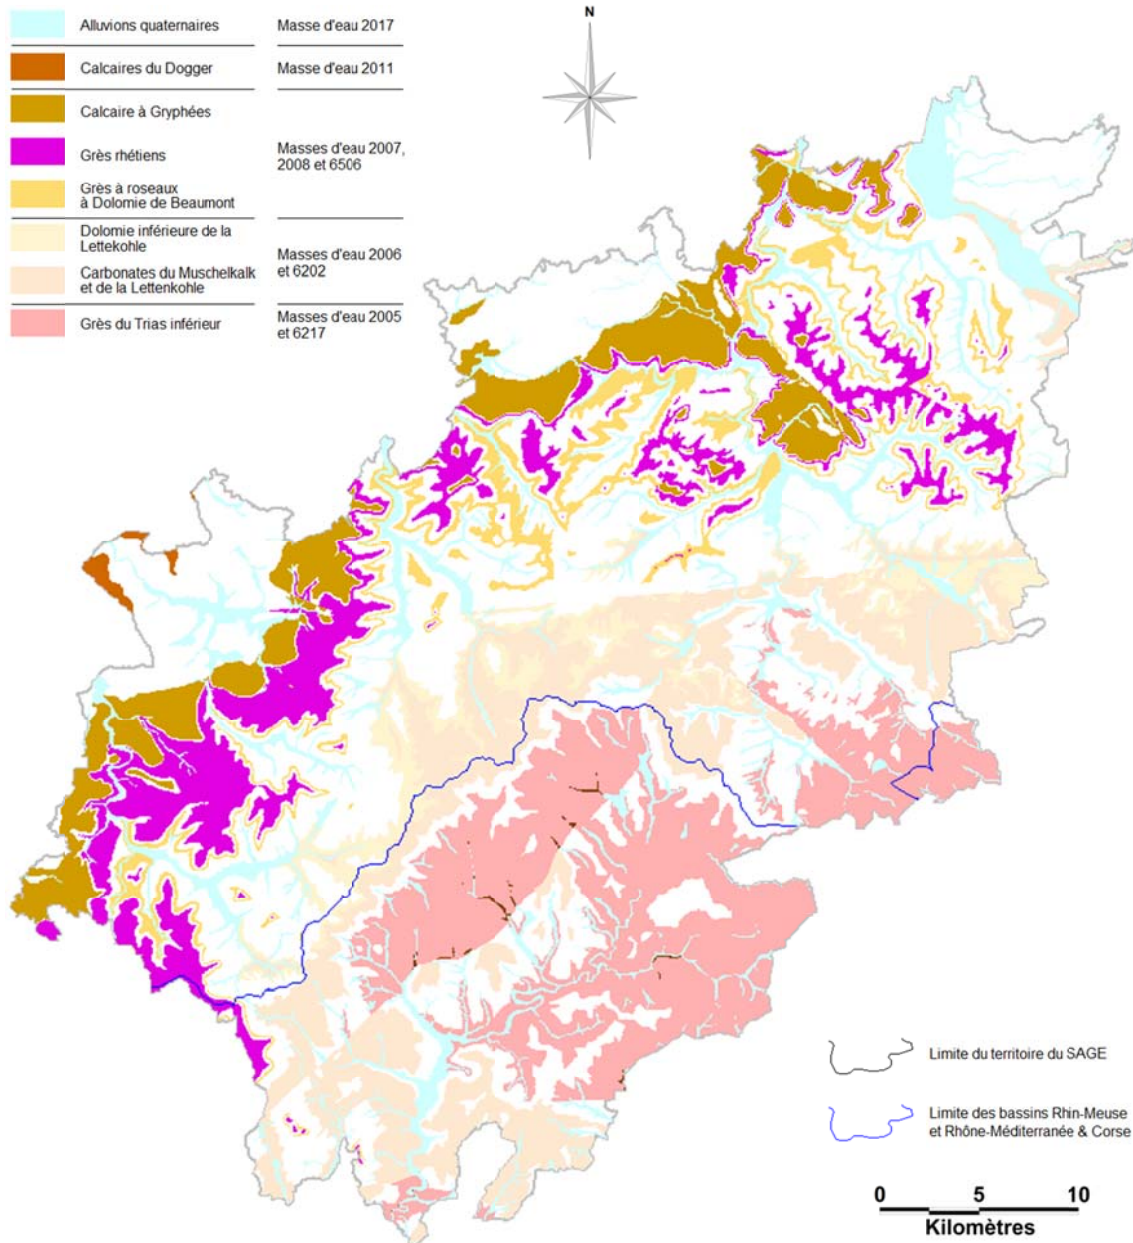 N
Alluvions quaternaires
Masse d'eau 2017
Calcaires du Dogger
Masse d'eau 2011
Calcaire à Gryphées
Grès rhétiens
Masses d'eau 2007,
2008 et 6506
Grès à roseaux
à Dolomie de Beaumont
Dolomie inférieure de la
Lettekohle
Masses d'eau 2006
et 6202
Carbonates du Muschelkalk
et de la Lettenkohle
Grès du Trias inférieur
Masses d'eau 2005
et 6217
Limite du territoire du SAGE
Limite des bassins Rhin-Meuse
et Rhône-Méditerranée & Corse
0 5 10
Kilomètres